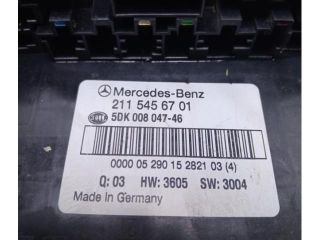 Mercedes-Benz
211 545 67 01
5DK 008 047-46
0000 05 290 15 2821 03 (4)
Q: 03 HW: 3605 SW: 3004
Made in Germany